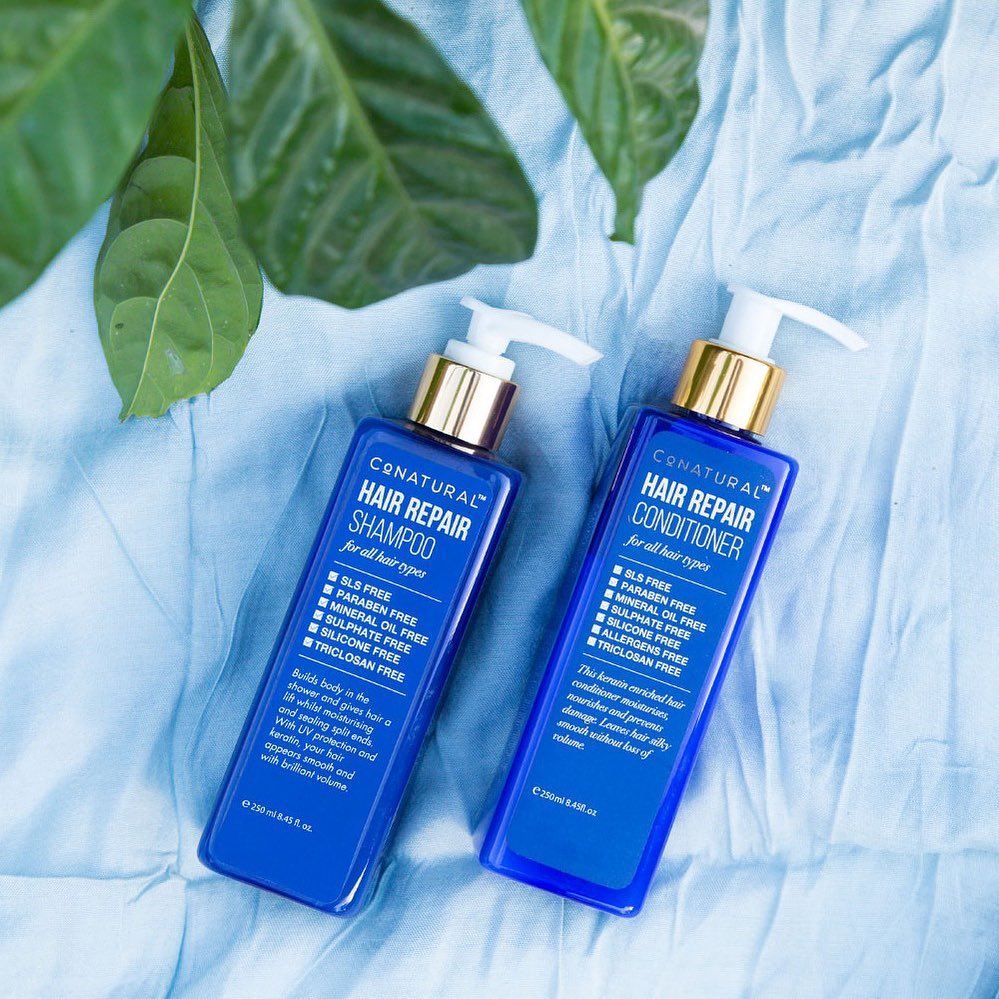 CONATURAL™
HAIR REPAIR
SHAMPOO
for all hair types
SLS FREE
PARABEN FREE
MINERAL OIL FREE
SULPHATE FREE
SILICONE FREE
TRICLOSAN FREE
Builds body in the
shower and gives hair a
lift whilst moisturising
and sealing split ends.
With UV protection and
keratin, your hair
appears smooth and
with brilliant volume.
e 250 ml 8.45 fl. oz.
CONATURAL™
HAIR REPAIR
CONDITIONER
for all hair types
SLS FREE
PARABEN FREE
MINERAL OIL FREE
SULPHATE FREE
SILICONE FREE
ALLERGENS FREE
TRICLOSAN FREE
This keratin enriched hair
conditioner moisturises,
nourishes and prevents
damage. Leaves hair silky
smooth without loss of
volume.
e 250 ml 8.45fl.oz